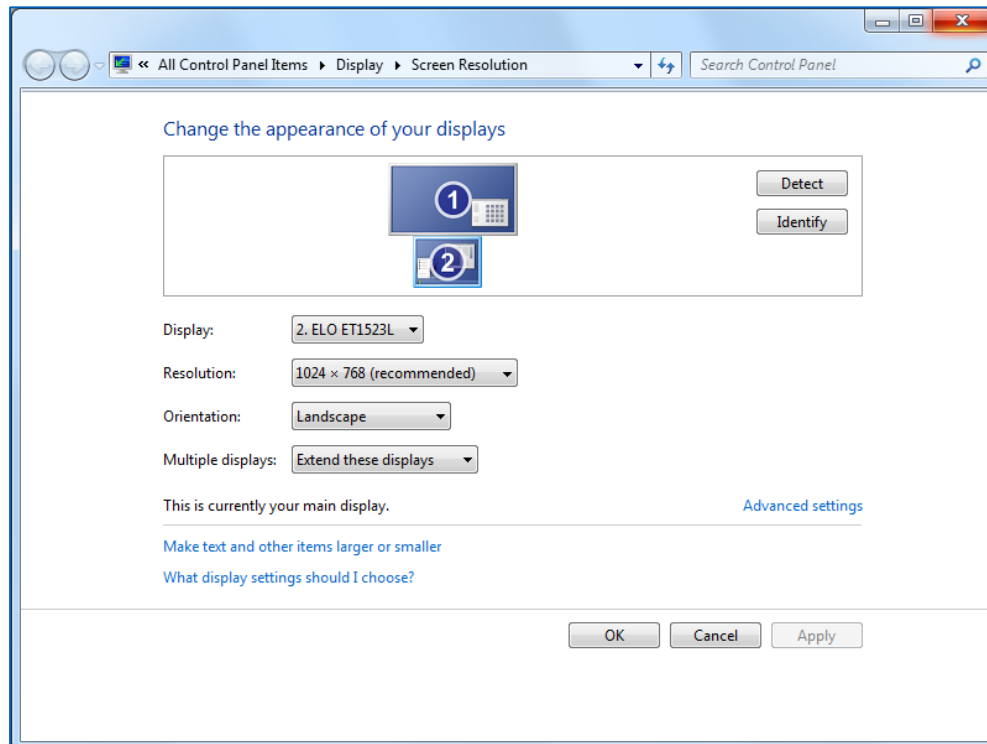 « All Control Panel Items ▸ Display ▸ Screen Resolution
Search Control Panel
Change the appearance of your displays
1
2
Detect
Identify
Display: 2. ELO ET1523L
Resolution: 1024 × 768 (recommended)
Orientation: Landscape
Multiple displays: Extend these displays
This is currently your main display. Advanced settings
Make text and other items larger or smaller
What display settings should I choose?
OK Cancel Apply